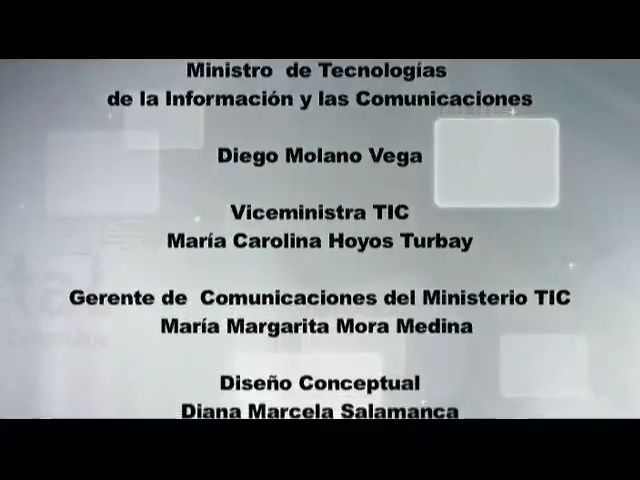 Ministro de Tecnologías
de la Información y las Comunicaciones
Diego Molano Vega
Viceministra TIC
María Carolina Hoyos Turbay
Gerente de Comunicaciones del Ministerio TIC
María Margarita Mora Medina
Diseño Conceptual
Diana Marcela Salamanca